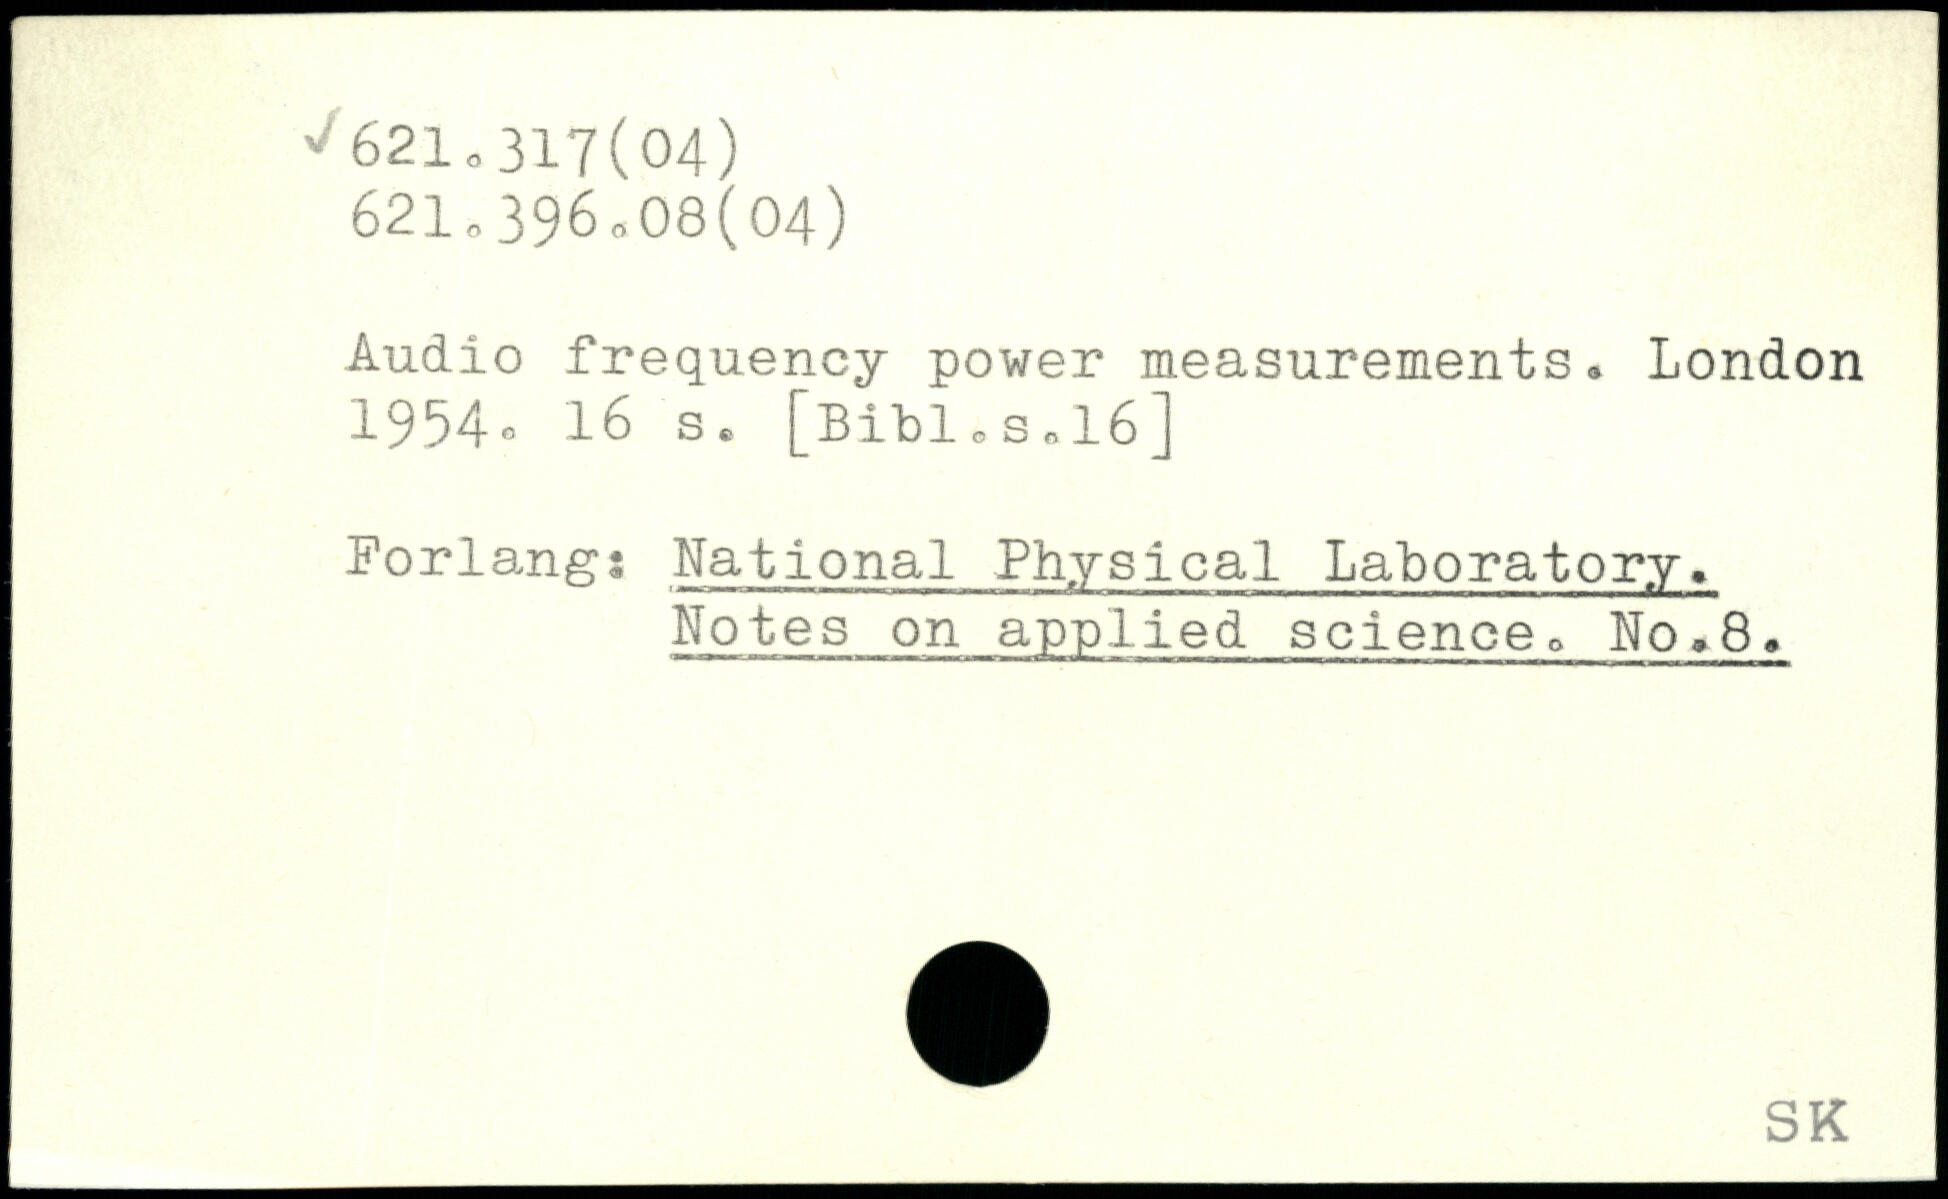 ✓621.317(04)
621.396.08(04)
Audio frequency power measurements. London
1954. 16 s. [Bibl.s.16]
Forlang: National Physical Laboratory.
Notes on applied science. No.8.
SK